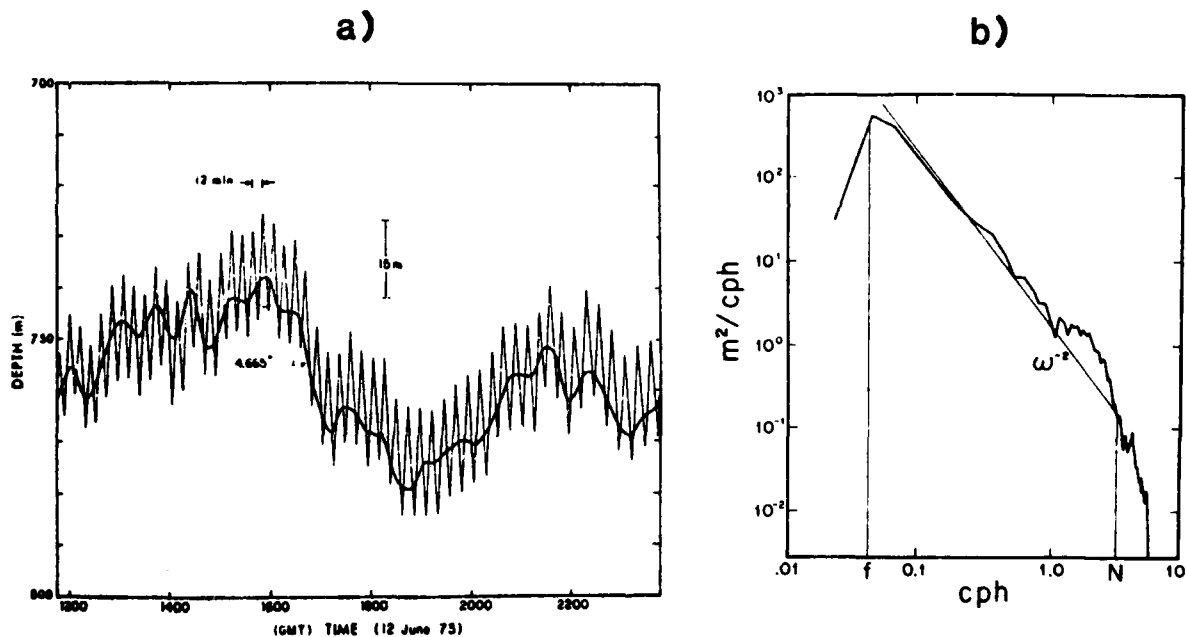 a)
b)
700
750
800
DEPTH (m)
12 min
15 m
4.665°
1200
1400
1600
1800
2000
2200
(GMT) TIME (12 June 73)
10³
10²
10¹
10⁰
10⁻¹
10⁻²
m²/cph
ω⁻²
.01
f
0.1
1.0
N
10
cph